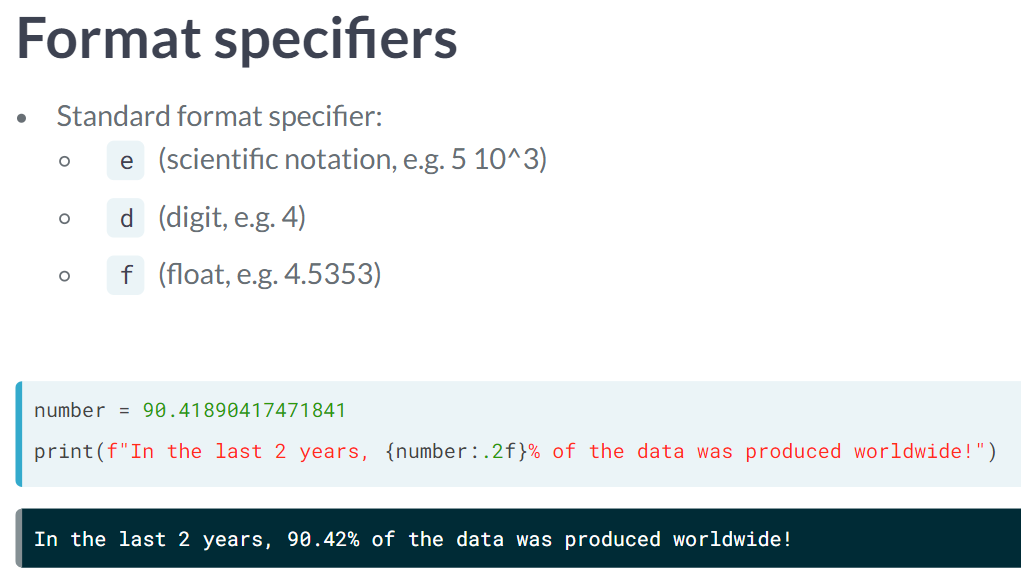 Format specifiers
• Standard format specifier:
○ e (scientific notation, e.g. 5 10^3)
○ d (digit, e.g. 4)
○ f (float, e.g. 4.5353)
number = 90.41890417471841
print(f"In the last 2 years, {number:.2f}% of the data was produced worldwide!")
In the last 2 years, 90.42% of the data was produced worldwide!